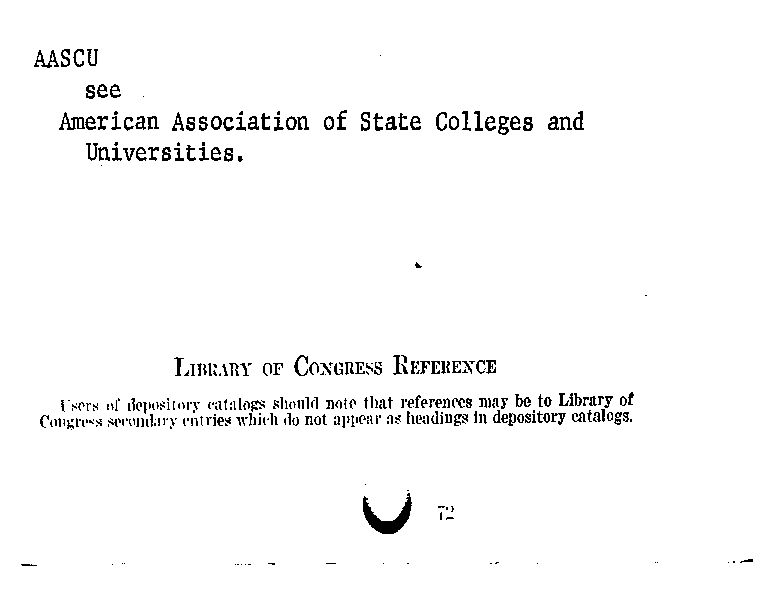 AASCU
see
American Association of State Colleges and
Universities.
LIBRARY OF CONGRESS REFERENCE
Users of depository catalogs should note that references may be to Library of
Congress secondary entries which do not appear as headings in depository catalogs.
72